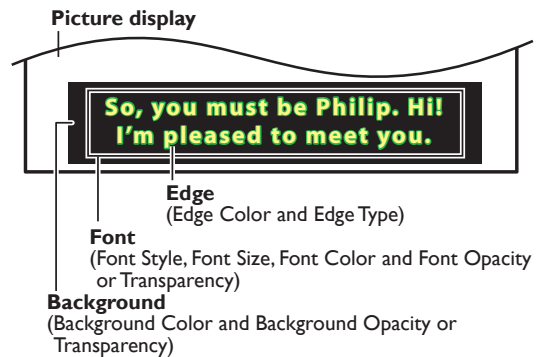 Picture display
So, you must be Philip. Hi!
I'm pleased to meet you.
Edge
(Edge Color and Edge Type)
Font
(Font Style, Font Size, Font Color and Font Opacity
or Transparency)
Background
(Background Color and Background Opacity or
Transparency)